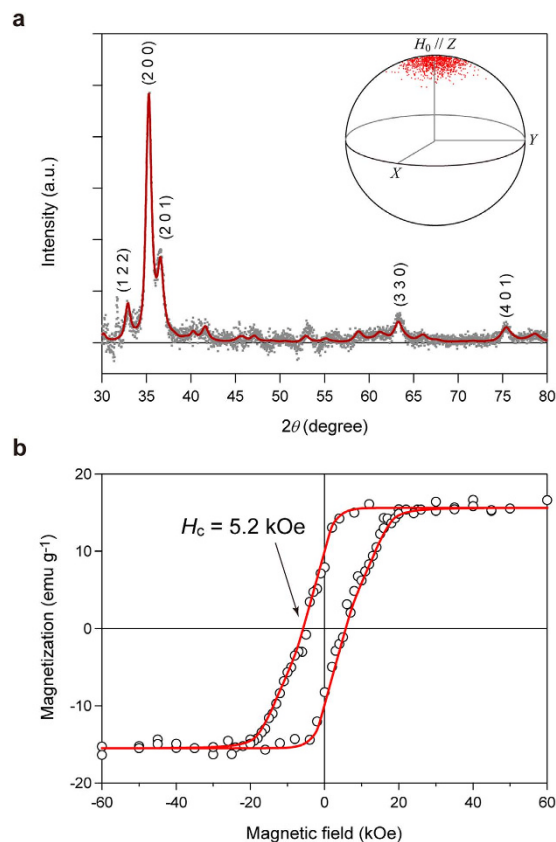 a
H₀ // Z
Y
X
(2 0 0)
(2 0 1)
(1 2 2)
(3 3 0)
(4 0 1)
Intensity (a.u.)
30 35 40 45 50 55 60 65 70 75 80
2θ (degree)
b
20
10
0
-10
-20
Hc = 5.2 kOe
Magnetization (emu g⁻¹)
-60 -40 -20 0 20 40 60
Magnetic field (kOe)